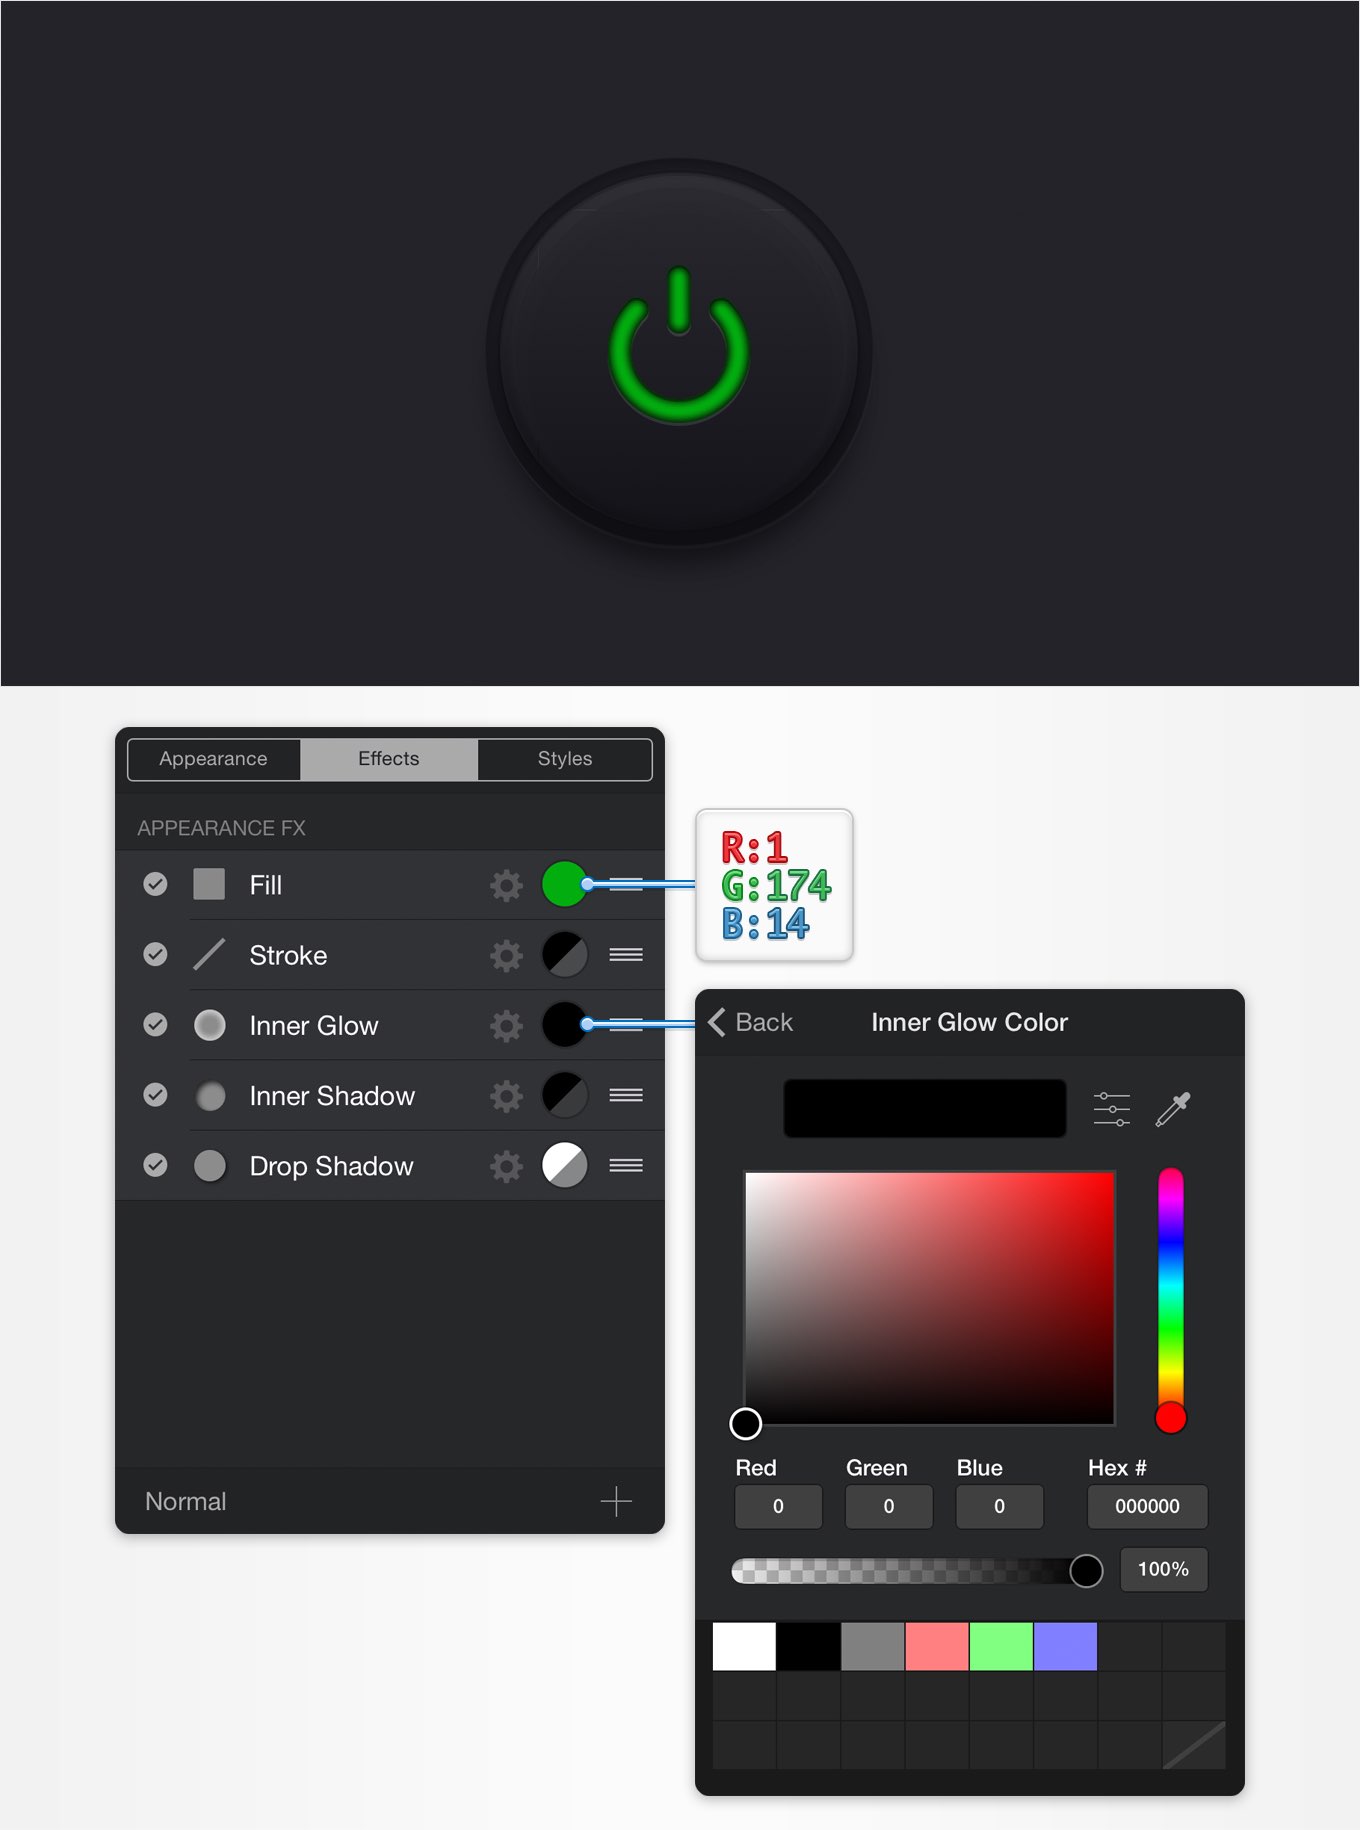 Appearance
Effects
Styles
APPEARANCE FX
Fill
R:1
G:174
B:14
Stroke
Inner Glow
Inner Shadow
Drop Shadow
Normal
Back
Inner Glow Color
Red
Green
Blue
Hex #
0
0
0
000000
100%